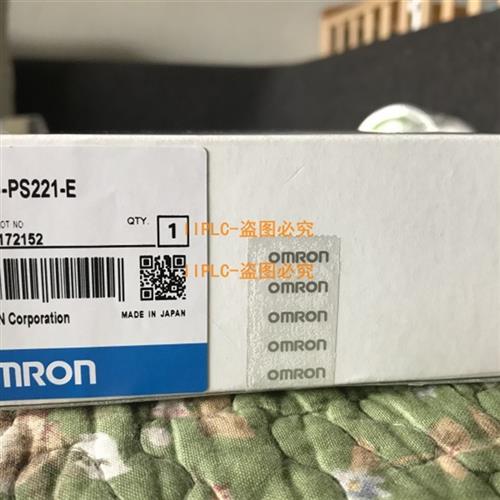 -PS221-E
OT NO.
QTY.
172152
1
N Corporation
MADE IN JAPAN
MRON
IIPLC-盗图必究
OMRON
IIPLC-盗图必究
OMRON
OMRON
OMRON
OMRON